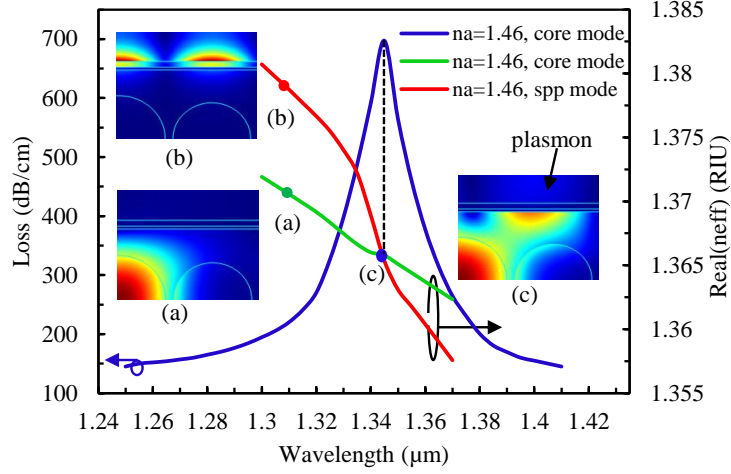 700
600
500
400
300
200
100
Loss (dB/cm)
1.24
1.26
1.28
1.3
1.32
1.34
1.36
1.38
1.4
1.42
Wavelength (µm)
1.385
1.38
1.375
1.37
1.365
1.36
1.355
Real(neff) (RIU)
na=1.46, core mode
na=1.46, core mode
na=1.46, spp mode
(b)
(b)
(a)
(a)
(c)
plasmon
(c)